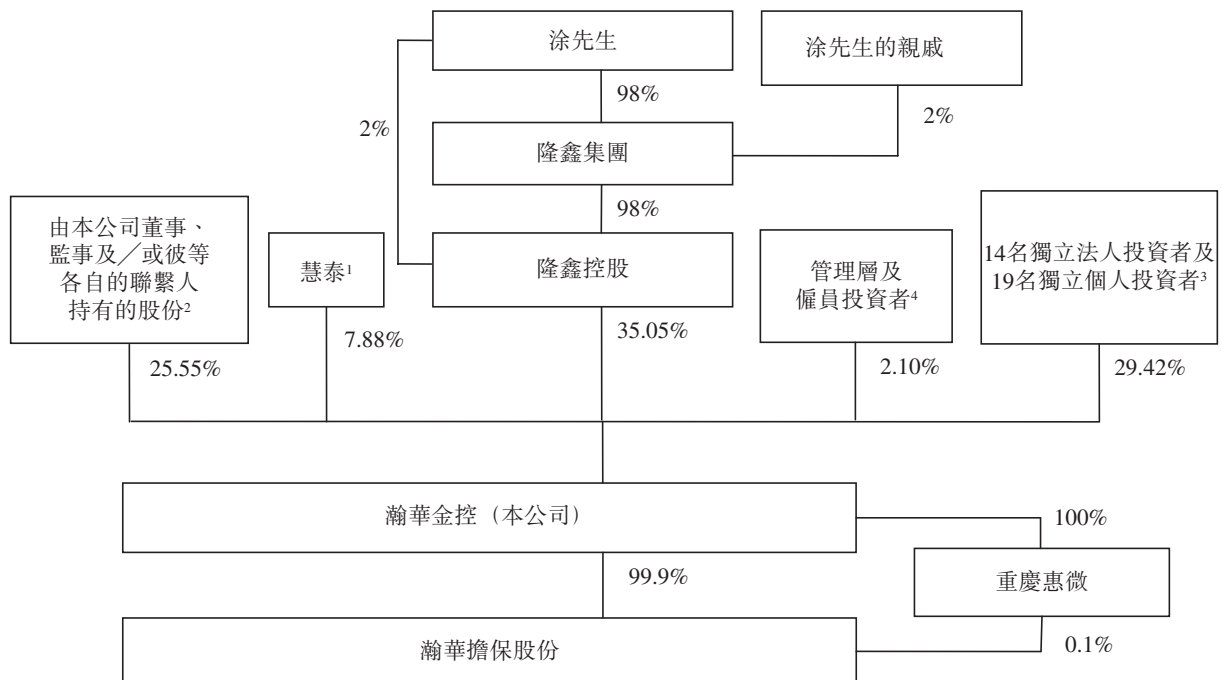 涂先生
涂先生的親戚
98%
2%
2%
隆鑫集團
98%
由本公司董事、
監事及／或彼等
各自的聯繫人
持有的股份2
慧泰1
隆鑫控股
管理層及
僱員投資者4
14名獨立法人投資者及
19名獨立個人投資者3
25.55%
7.88%
35.05%
2.10%
29.42%
瀚華金控（本公司）
100%
99.9%
重慶惠微
瀚華擔保股份
0.1%